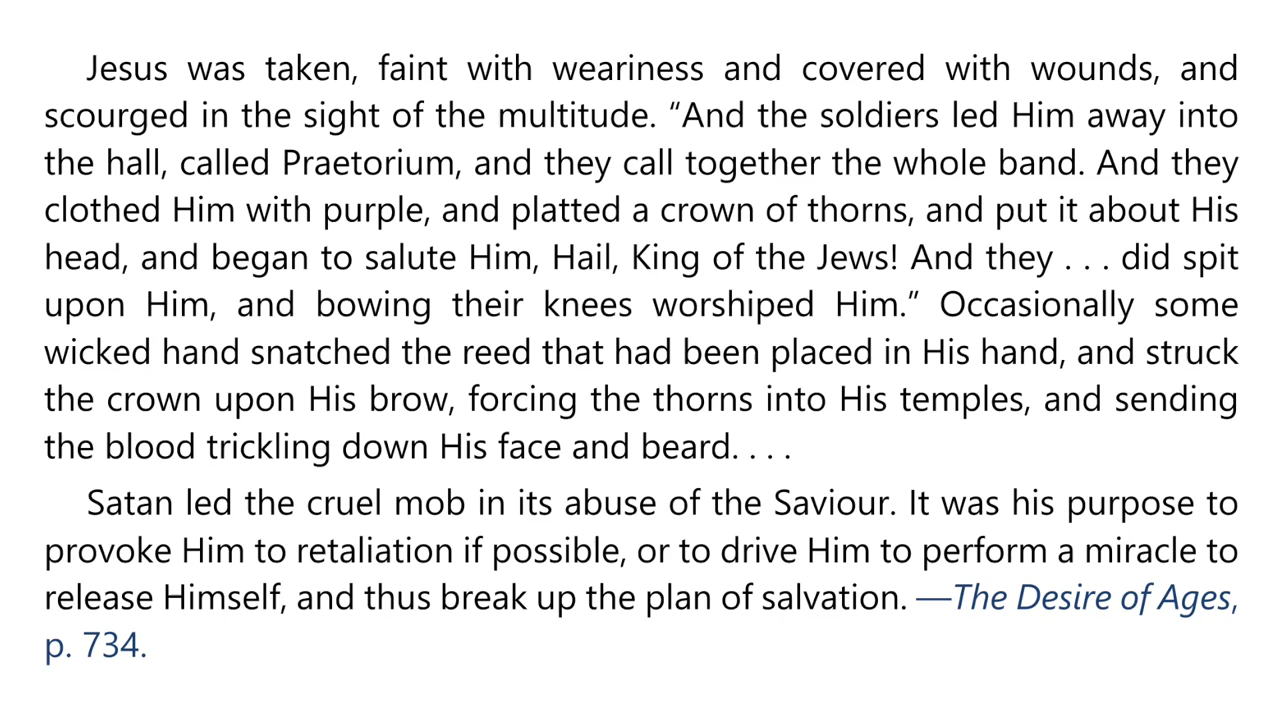 Jesus was taken, faint with weariness and covered with wounds, and
scourged in the sight of the multitude. “And the soldiers led Him away into
the hall, called Praetorium, and they call together the whole band. And they
clothed Him with purple, and platted a crown of thorns, and put it about His
head, and began to salute Him, Hail, King of the Jews! And they . . . did spit
upon Him, and bowing their knees worshiped Him.” Occasionally some
wicked hand snatched the reed that had been placed in His hand, and struck
the crown upon His brow, forcing the thorns into His temples, and sending
the blood trickling down His face and beard. . . .
Satan led the cruel mob in its abuse of the Saviour. It was his purpose to
provoke Him to retaliation if possible, or to drive Him to perform a miracle to
release Himself, and thus break up the plan of salvation. —The Desire of Ages,
p. 734.